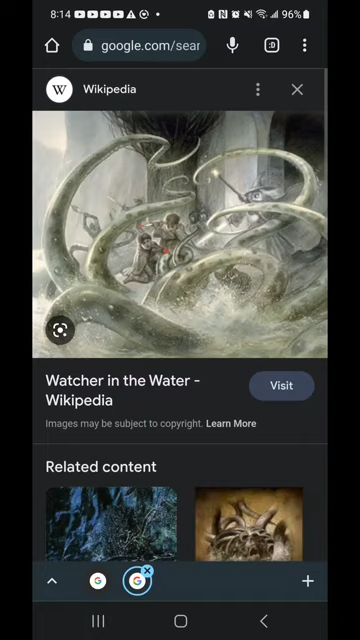 8:14
96%
google.com/sear
:D
W
Wikipedia
Watcher in the Water -
Wikipedia
Visit
Images may be subject to copyright. Learn More
Related content
G
G